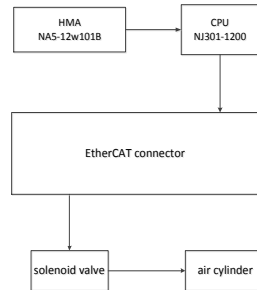 HMA
NA5-12w101B
CPU
NJ301-1200
EtherCAT connector
solenoid valve
air cylinder